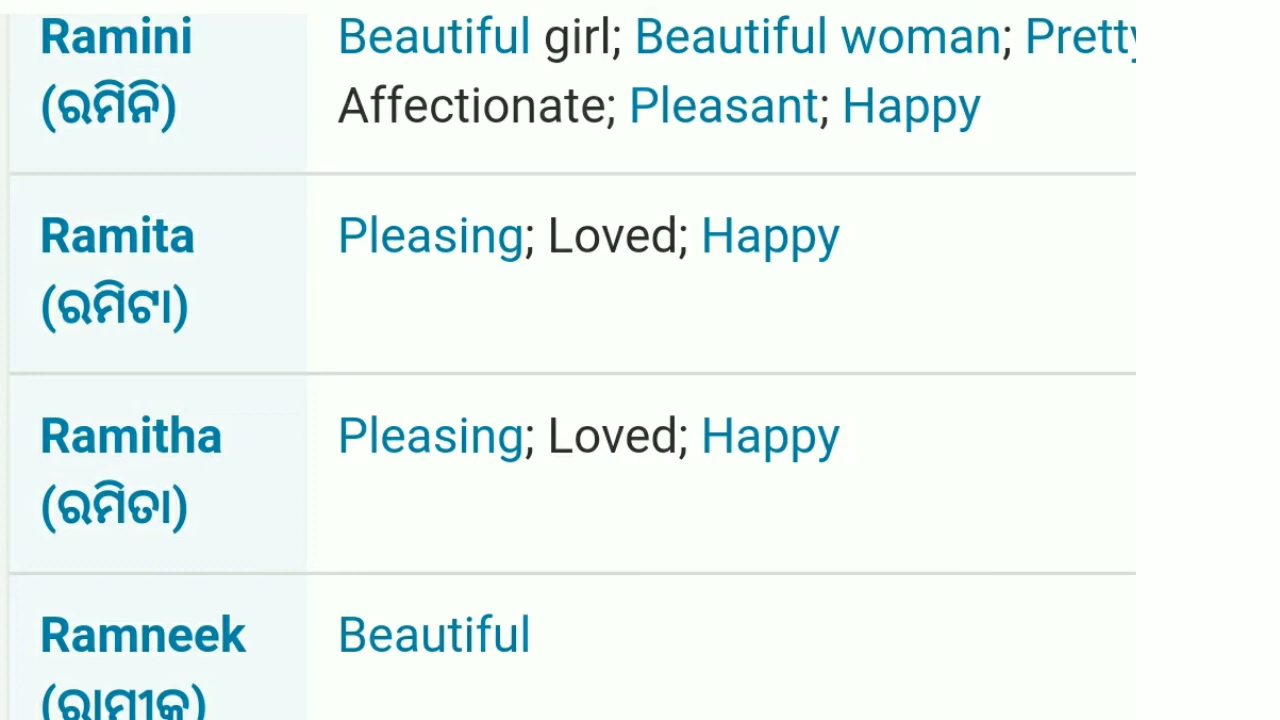 Ramini
(ରମିନି)
Beautiful girl; Beautiful woman; Pretty
Affectionate; Pleasant; Happy
Ramita
(ରମିଟା)
Pleasing; Loved; Happy
Ramitha
(ରମିତା)
Pleasing; Loved; Happy
Ramneek
Beautiful